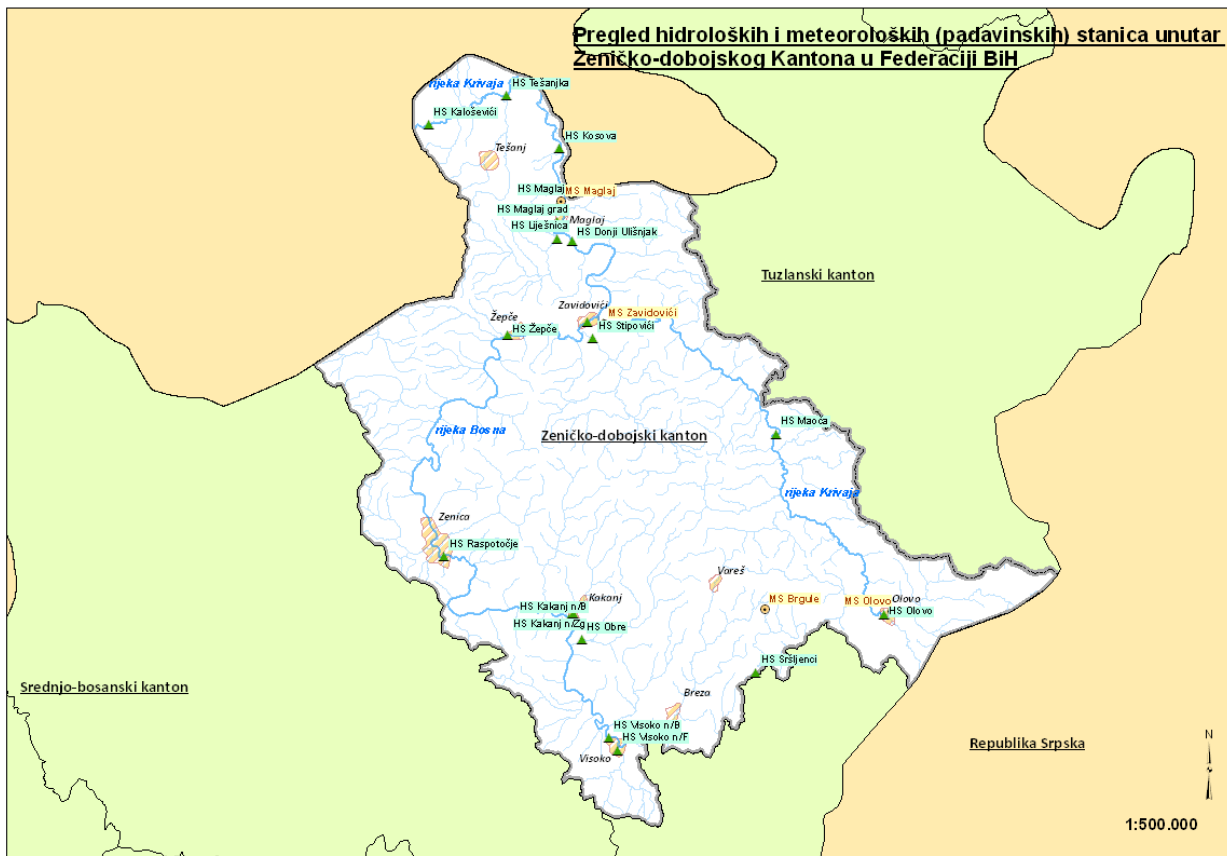 Pregled hidroloških i meteoroloških (padavinskih) stanica unutar
Zeničko-dobojskog Kantona u Federaciji BiH
rijeka Krivaja
HS Tešanjka
HS Kaloševići
HS Kosova
Tešanj
HS Maglaj
MS Maglaj
HS Maglaj grad
Maglaj
HS Liješnica
HS Donji Ulišnjak
Tuzlanski kanton
Zavidovići
MS Zavidovići
Žepče
HS Žepče
HS Stipovići
rijeka Bosna
Zeničko-dobojski kanton
HS Maoča
rijeka Krivaja
Zenica
HS Raspotočje
Vareš
Kakanj
HS Kakanj n/B
MS Brgule
MS Olovo
Olovo
HS Olovo
HS Kakanj n/Zg
HS Obre
HS Sršljenci
Srednjo-bosanski kanton
Breza
HS Visoko n/B
HS Visoko n/F
Visoko
Republika Srpska
N
1:500.000